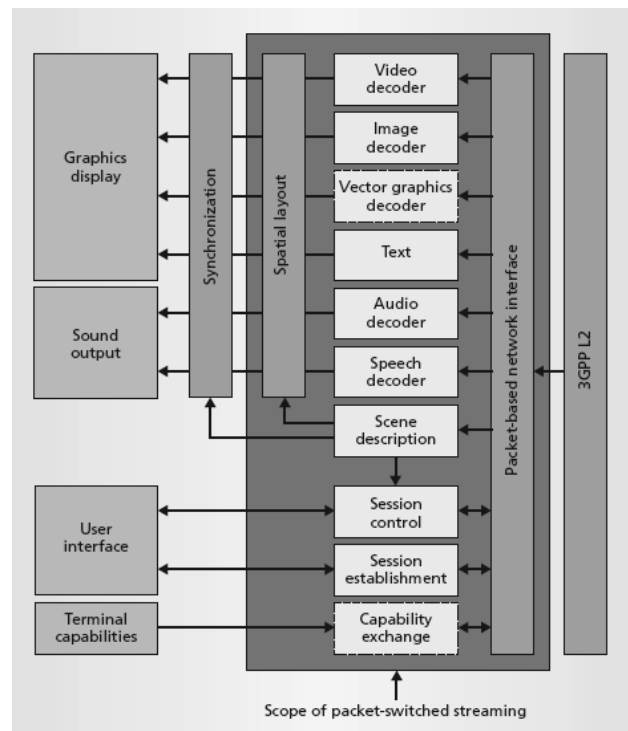 Graphics
display
Sound
output
User
interface
Terminal
capabilities
Synchronization
Spatial layout
Video
decoder
Image
decoder
Vector graphics
decoder
Text
Audio
decoder
Speech
decoder
Scene
description
Session
control
Session
establishment
Capability
exchange
Packet-based network interface
3GPP L2
Scope of packet-switched streaming